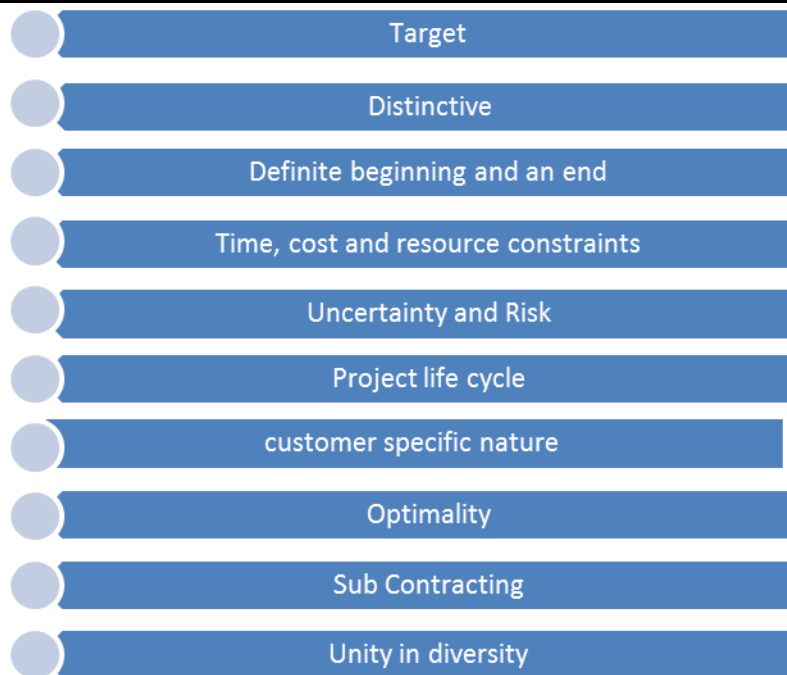 Target
Distinctive
Definite beginning and an end
Time, cost and resource constraints
Uncertainty and Risk
Project life cycle
customer specific nature
Optimality
Sub Contracting
Unity in diversity